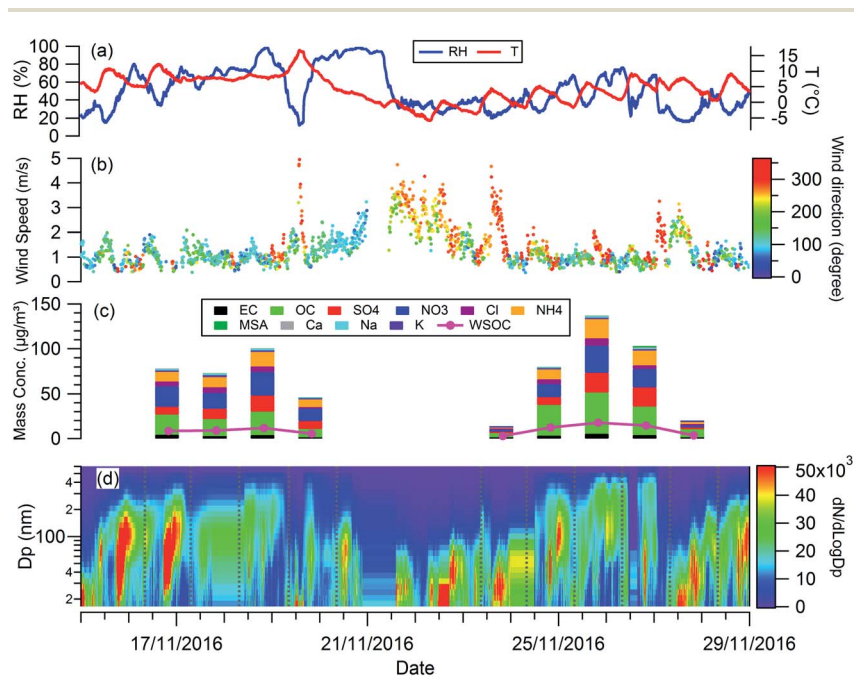 (a)
RH T
RH (%)
100
80
60
40
20
0
T (°C)
15
10
5
0
-5
(b)
Wind Speed (m/s)
5
4
3
2
1
0
Wind direction (degree)
300
200
100
0
(c)
Mass Conc. (µg/m³)
150
100
50
0
EC OC SO4 NO3 Cl NH4
MSA Ca Na K WSOC
(d)
Dp (nm)
4
2
100
4
2
dN/dLogDp
50x10³
40
30
20
10
0
17/11/2016 21/11/2016 25/11/2016 29/11/2016
Date